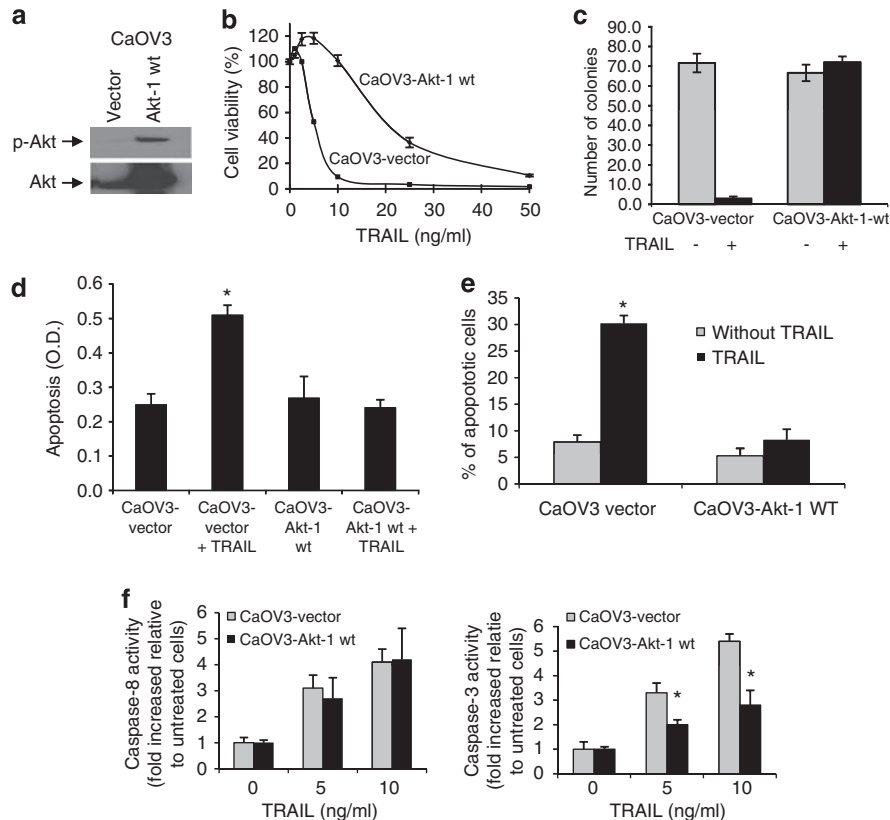 a
CaOV3
Vector
Akt-1 wt
p-Akt
Akt
b
Cell viability (%)
120
100
80
60
40
20
0
CaOV3-Akt-1 wt
CaOV3-vector
0 10 20 30 40 50
TRAIL (ng/ml)
c
Number of colonies
90.0
80.0
70.0
60.0
50.0
40.0
30.0
20.0
10.0
0.0
CaOV3-vector CaOV3-Akt-1-wt
TRAIL - + - +
d
Apoptosis (O.D.)
0.6
0.5
0.4
0.3
0.2
0.1
0.0
*
CaOV3-
vector
CaOV3-
vector
+ TRAIL
CaOV3-
Akt-1
wt
CaOV3-
Akt-1 wt +
TRAIL
e
% of apopototic cells
35
30
25
20
15
10
5
0
*
Without TRAIL
TRAIL
CaOV3 vector CaOV3-Akt-1 WT
f
Caspase-8 activity
(fold increased relative
to untreated cells)
6
5
4
3
2
1
0
CaOV3-vector
CaOV3-Akt-1 wt
0 5 10
TRAIL (ng/ml)
Caspase-3 activity
(fold increased relatie
to untreated cells)
6
5
4
3
2
1
0
CaOV3-vector
CaOV3-Akt-1 wt
*
*
0 5 10
TRAIL (ng/ml)